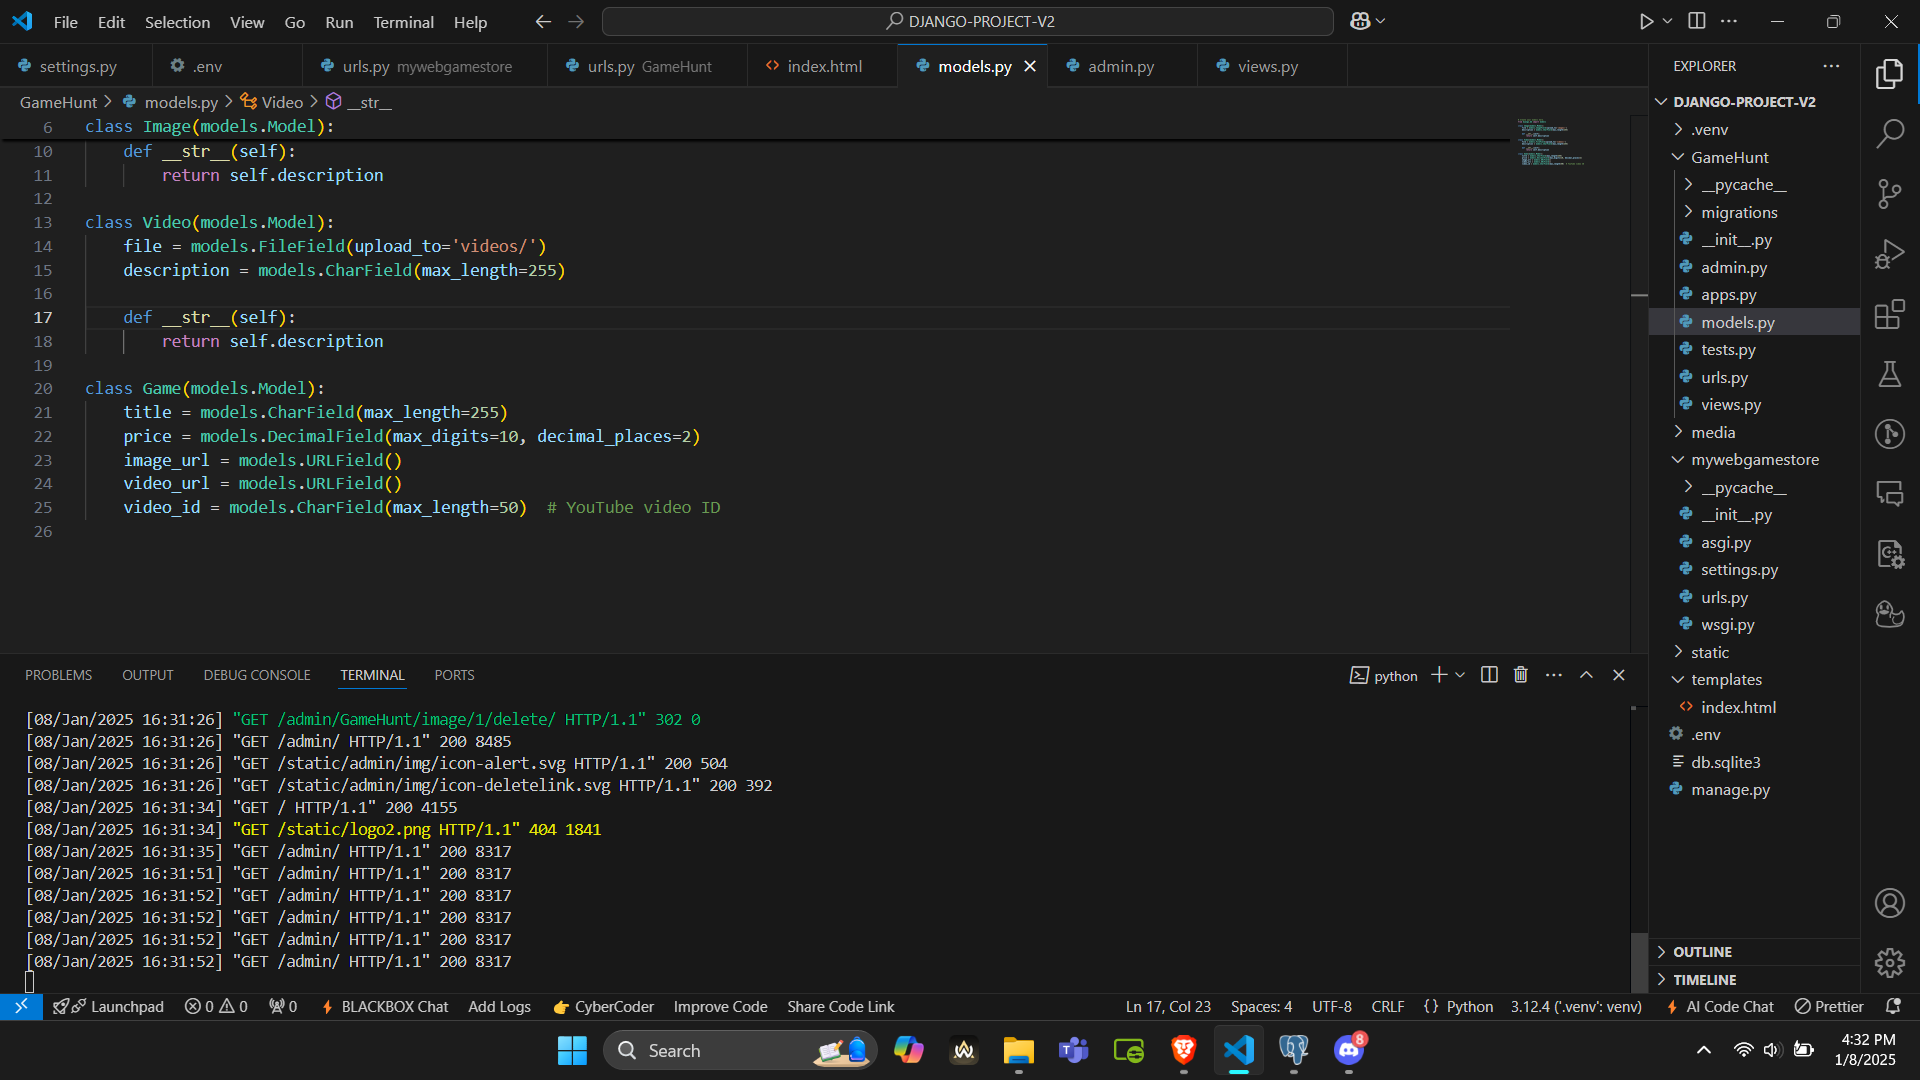 File Edit Selection View Go Run Terminal Help
DJANGO-PROJECT-V2
settings.py .env urls.py mywebgamestore urls.py GameHunt index.html models.py admin.py views.py
GameHunt > models.py > Video > __str__
6 class Image(models.Model):
10 def __str__(self):
11 return self.description
12
13 class Video(models.Model):
14 file = models.FileField(upload_to='videos/')
15 description = models.CharField(max_length=255)
16
17 def __str__(self):
18 return self.description
19
20 class Game(models.Model):
21 title = models.CharField(max_length=255)
22 price = models.DecimalField(max_digits=10, decimal_places=2)
23 image_url = models.URLField()
24 video_url = models.URLField()
25 video_id = models.CharField(max_length=50) # YouTube video ID
26
PROBLEMS OUTPUT DEBUG CONSOLE TERMINAL PORTS
python
[08/Jan/2025 16:31:26] "GET /admin/GameHunt/image/1/delete/ HTTP/1.1" 302 0
[08/Jan/2025 16:31:26] "GET /admin/ HTTP/1.1" 200 8485
[08/Jan/2025 16:31:26] "GET /static/admin/img/icon-alert.svg HTTP/1.1" 200 504
[08/Jan/2025 16:31:26] "GET /static/admin/img/icon-deletelink.svg HTTP/1.1" 200 392
[08/Jan/2025 16:31:34] "GET / HTTP/1.1" 200 4155
[08/Jan/2025 16:31:34] "GET /static/logo2.png HTTP/1.1" 404 1841
[08/Jan/2025 16:31:35] "GET /admin/ HTTP/1.1" 200 8317
[08/Jan/2025 16:31:51] "GET /admin/ HTTP/1.1" 200 8317
[08/Jan/2025 16:31:52] "GET /admin/ HTTP/1.1" 200 8317
[08/Jan/2025 16:31:52] "GET /admin/ HTTP/1.1" 200 8317
[08/Jan/2025 16:31:52] "GET /admin/ HTTP/1.1" 200 8317
[08/Jan/2025 16:31:52] "GET /admin/ HTTP/1.1" 200 8317
EXPLORER
DJANGO-PROJECT-V2
.venv
GameHunt
__pycache__
migrations
__init__.py
admin.py
apps.py
models.py
tests.py
urls.py
views.py
media
mywebgamestore
__pycache__
__init__.py
asgi.py
settings.py
urls.py
wsgi.py
static
templates
index.html
.env
db.sqlite3
manage.py
OUTLINE
TIMELINE
Launchpad 0 0 0 BLACKBOX Chat Add Logs CyberCoder Improve Code Share Code Link Ln 17, Col 23 Spaces: 4 UTF-8 CRLF {} Python 3.12.4 ('.venv': venv) AI Code Chat Prettier
Search
8
4:32 PM
1/8/2025